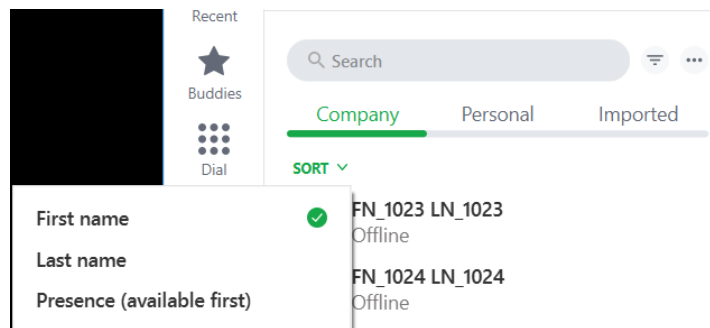 Recent
Search
Buddies
Company Personal Imported
Dial
SORT
First name
Last name
Presence (available first)
FN_1023 LN_1023
Offline
FN_1024 LN_1024
Offline